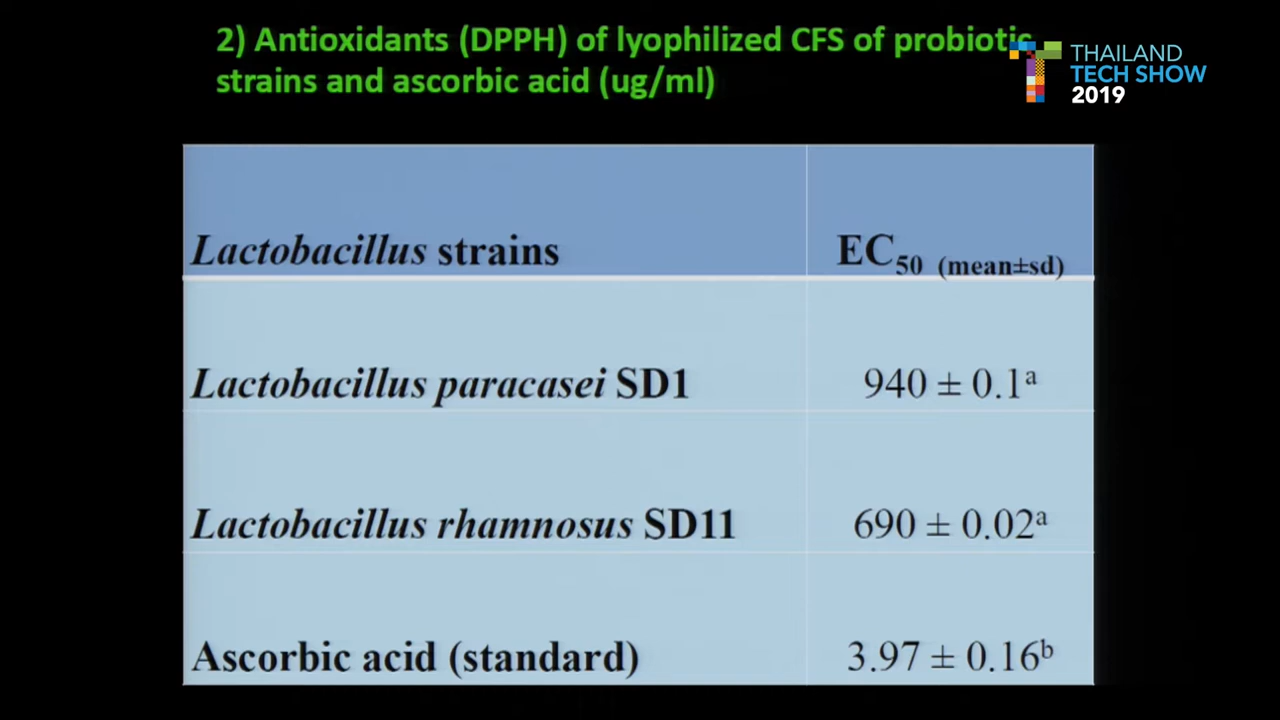 2) Antioxidants (DPPH) of lyophilized CFS of probiotic
strains and ascorbic acid (ug/ml)
THAILAND
TECH SHOW
2019
Lactobacillus strains EC50 (mean±sd)
Lactobacillus paracasei SD1 940 ± 0.1a
Lactobacillus rhamnosus SD11 690 ± 0.02a
Ascorbic acid (standard) 3.97 ± 0.16b